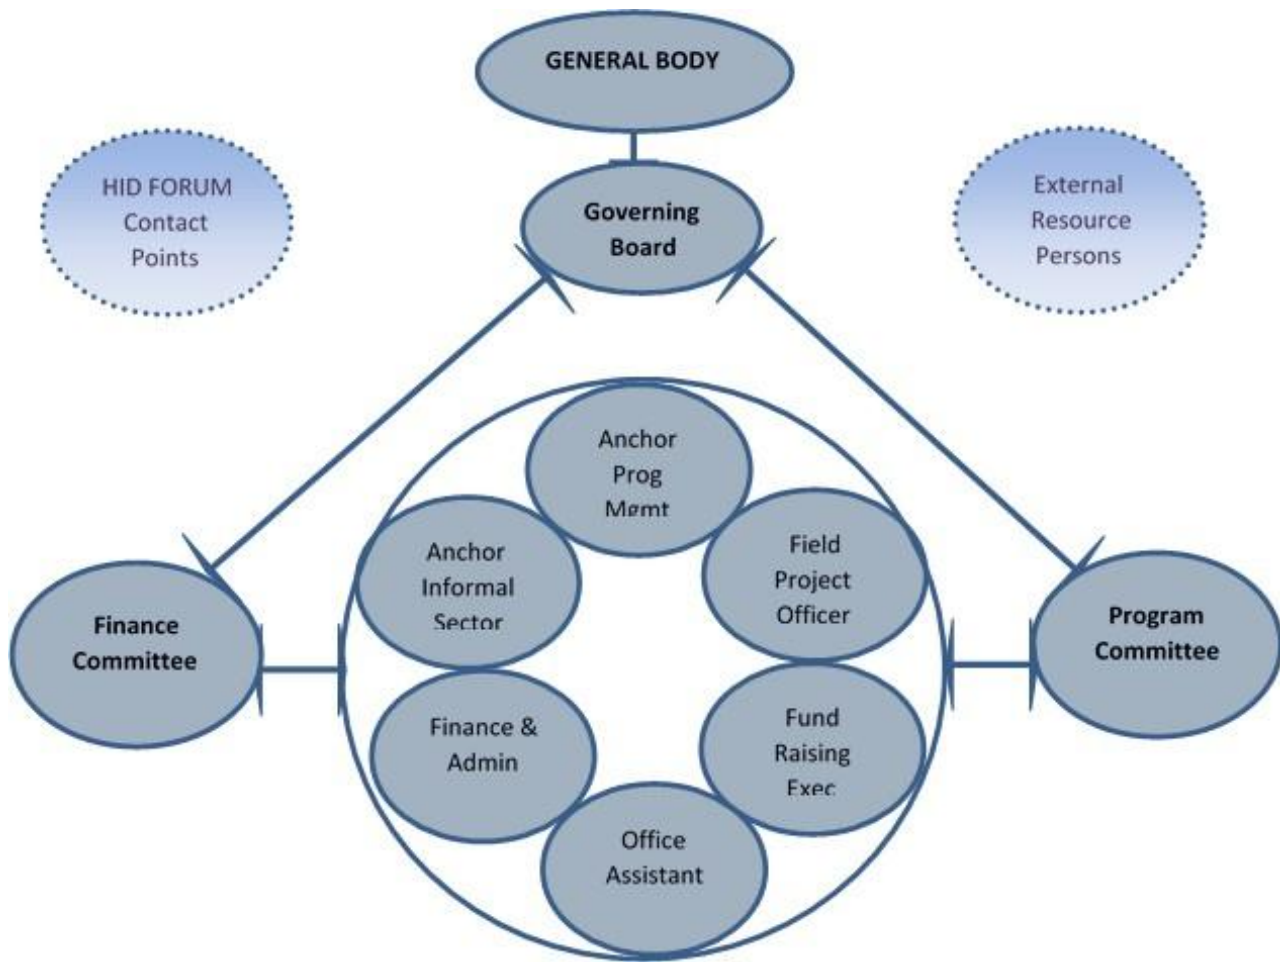 GENERAL BODY
HID FORUM
Contact
Points
External
Resource
Persons
Governing
Board
Anchor
Prog
Mgmt
Anchor
Informal
Sector
Field
Project
Officer
Finance
Committee
Program
Committee
Finance &
Admin
Fund
Raising
Exec
Office
Assistant